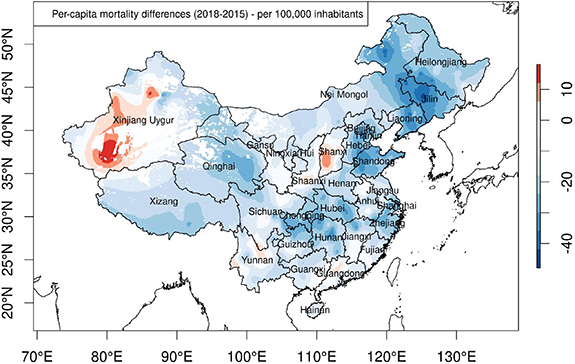 Per-capita mortality differences (2018-2015) - per 100,000 inhabitants
50°N
45°N
40°N
35°N
30°N
25°N
20°N
70°E
80°E
90°E
100°E
110°E
120°E
130°E
10
0
-20
-40
Heilongjiang
Nei Mongol
Jilin
Liaoning
Xinjiang Uygur
Beijing
Tianjin
Gansu
Hebei
Ningxia Hui
Shanxi
Shandong
Qinghai
Shaanxi
Henan
Jiangsu
Xizang
Anhui
Shanghai
Sichuan
Chongqing
Hubei
Zhejiang
Hunan
Jiangxi
Guizhou
Fujian
Yunnan
Guangxi
Guangdong
Hainan